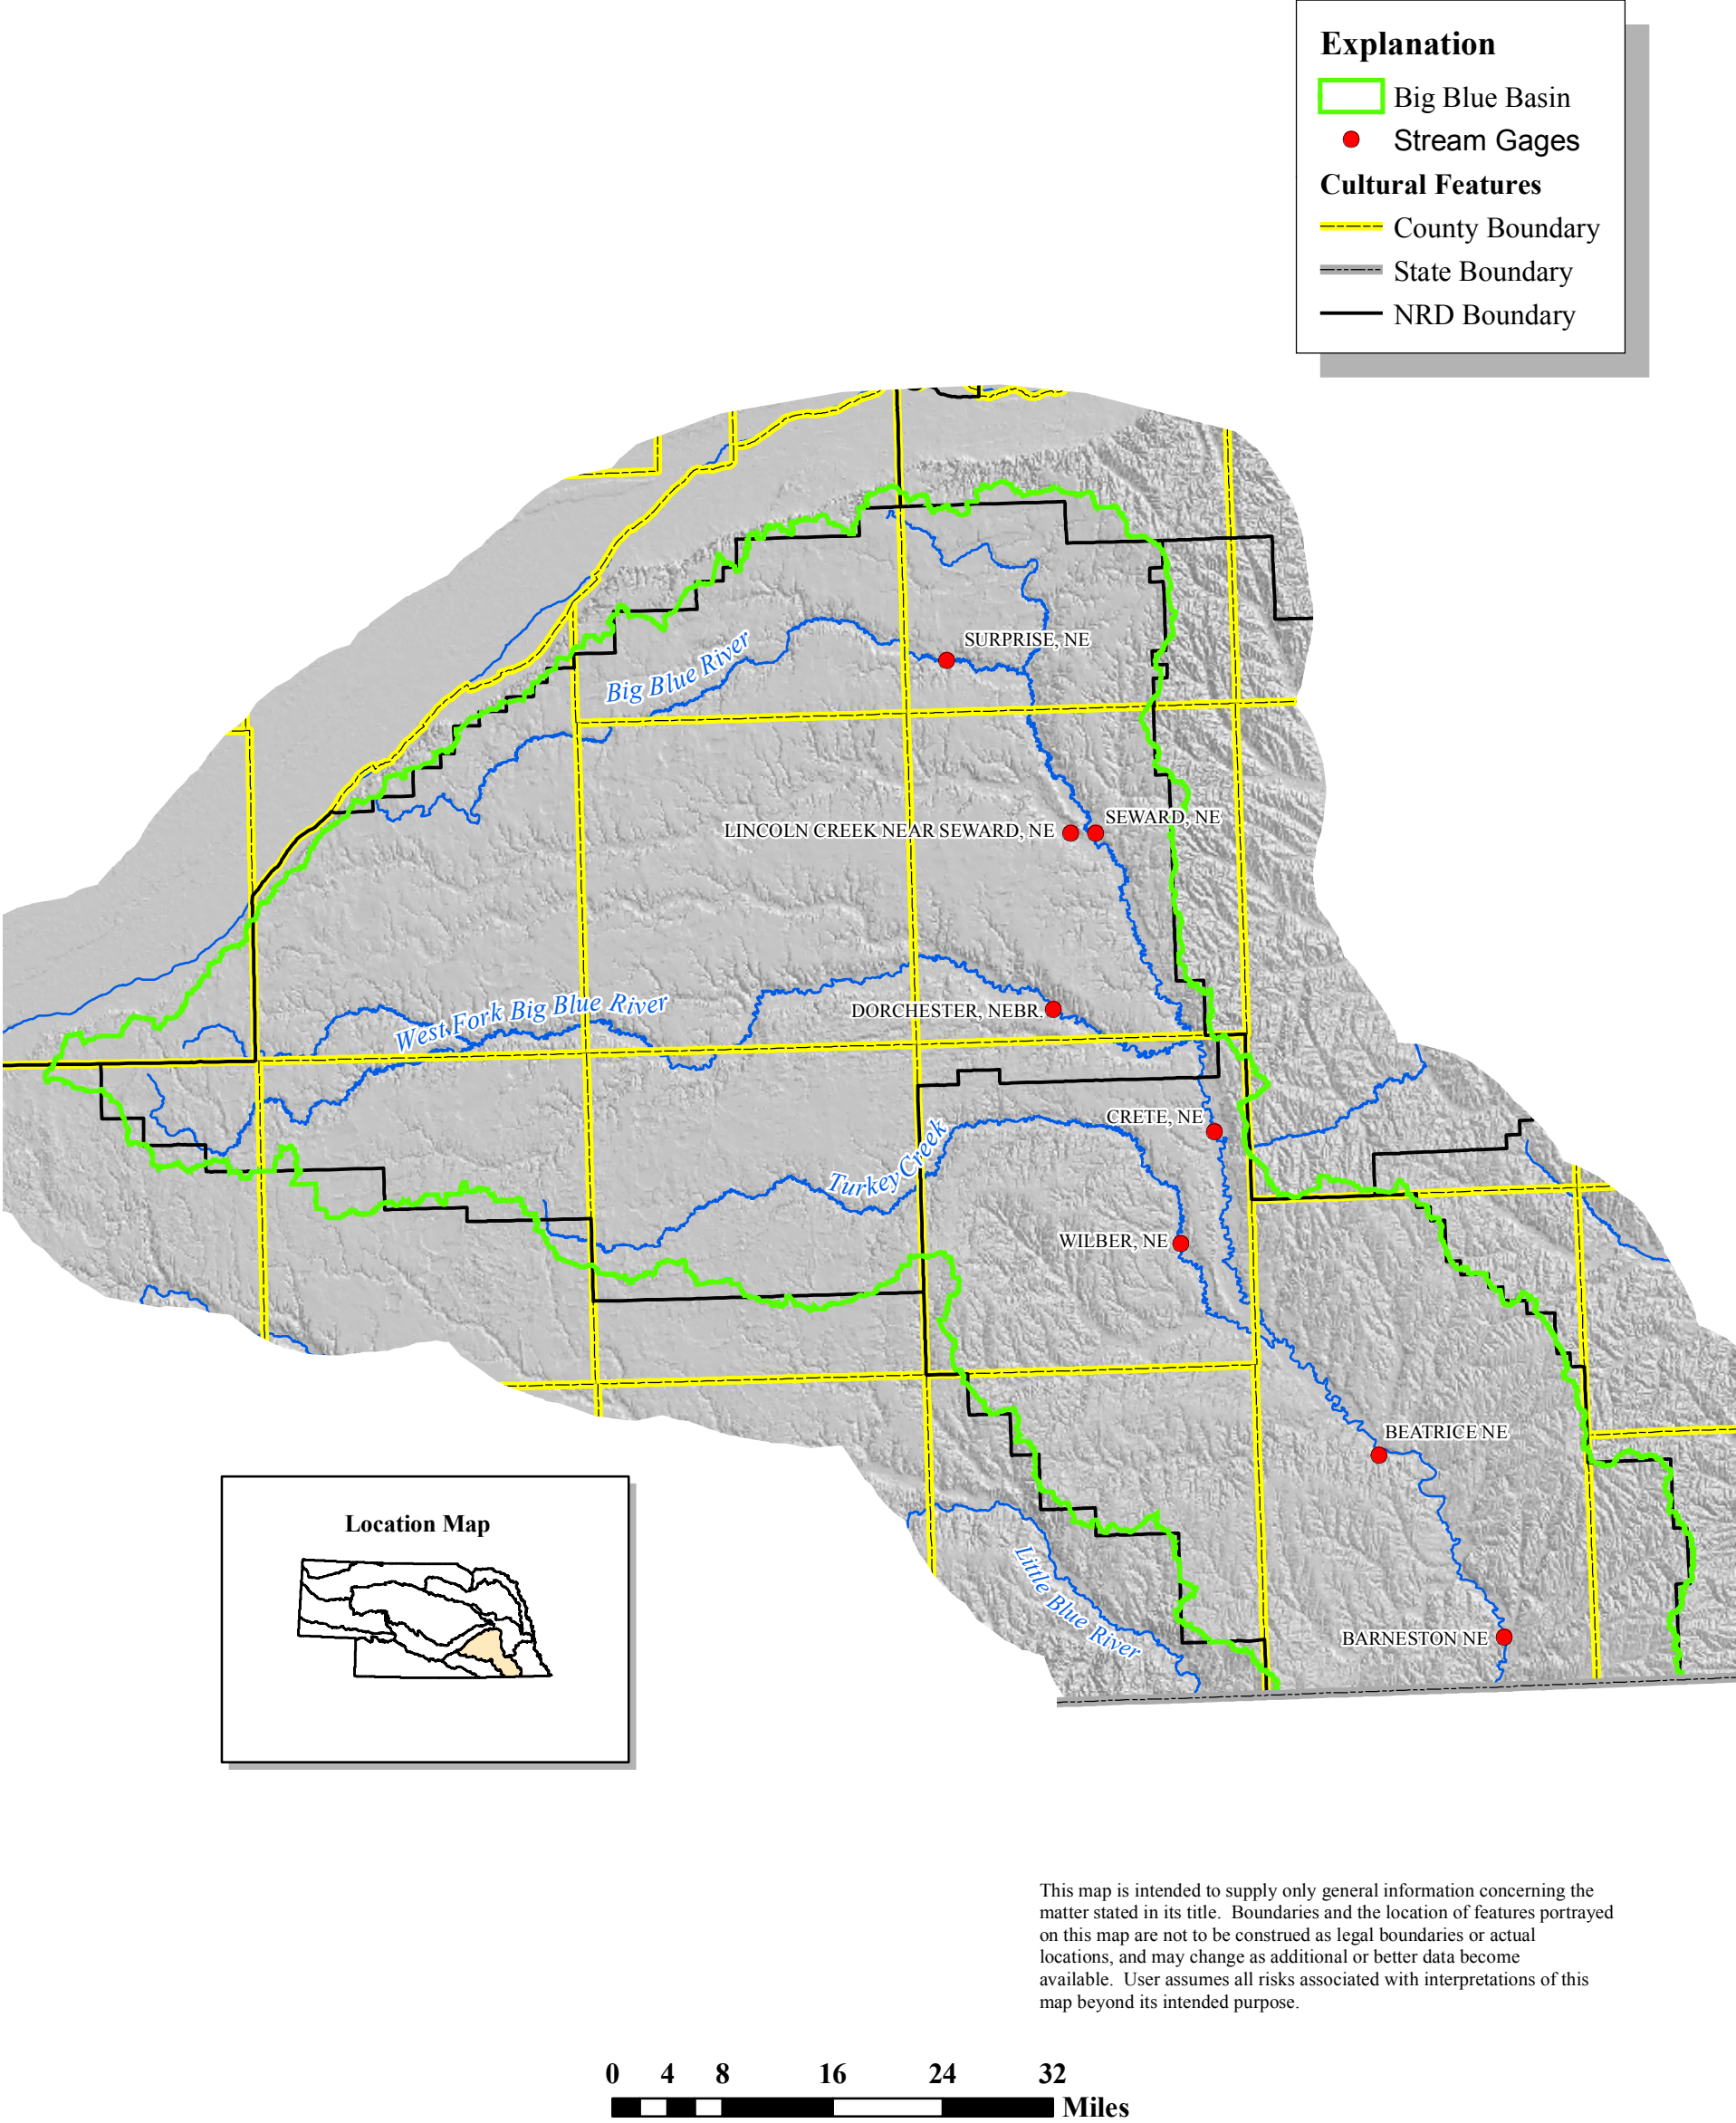 Explanation
Big Blue Basin
Stream Gages
Cultural Features
County Boundary
State Boundary
NRD Boundary
SURPRISE, NE
Big Blue River
SEWARD, NE
LINCOLN CREEK NEAR SEWARD, NE
West Fork Big Blue River
DORCHESTER, NEBR.
CRETE, NE
Turkey Creek
WILBER, NE
BEATRICE NE
Location Map
Little Blue River
BARNESTON NE
This map is intended to supply only general information concerning the
matter stated in its title.  Boundaries and the location of features portrayed
on this map are not to be construed as legal boundaries or actual
locations, and may change as additional or better data become
available.  User assumes all risks associated with interpretations of this
map beyond its intended purpose.
0 4 8 16 24 32
Miles